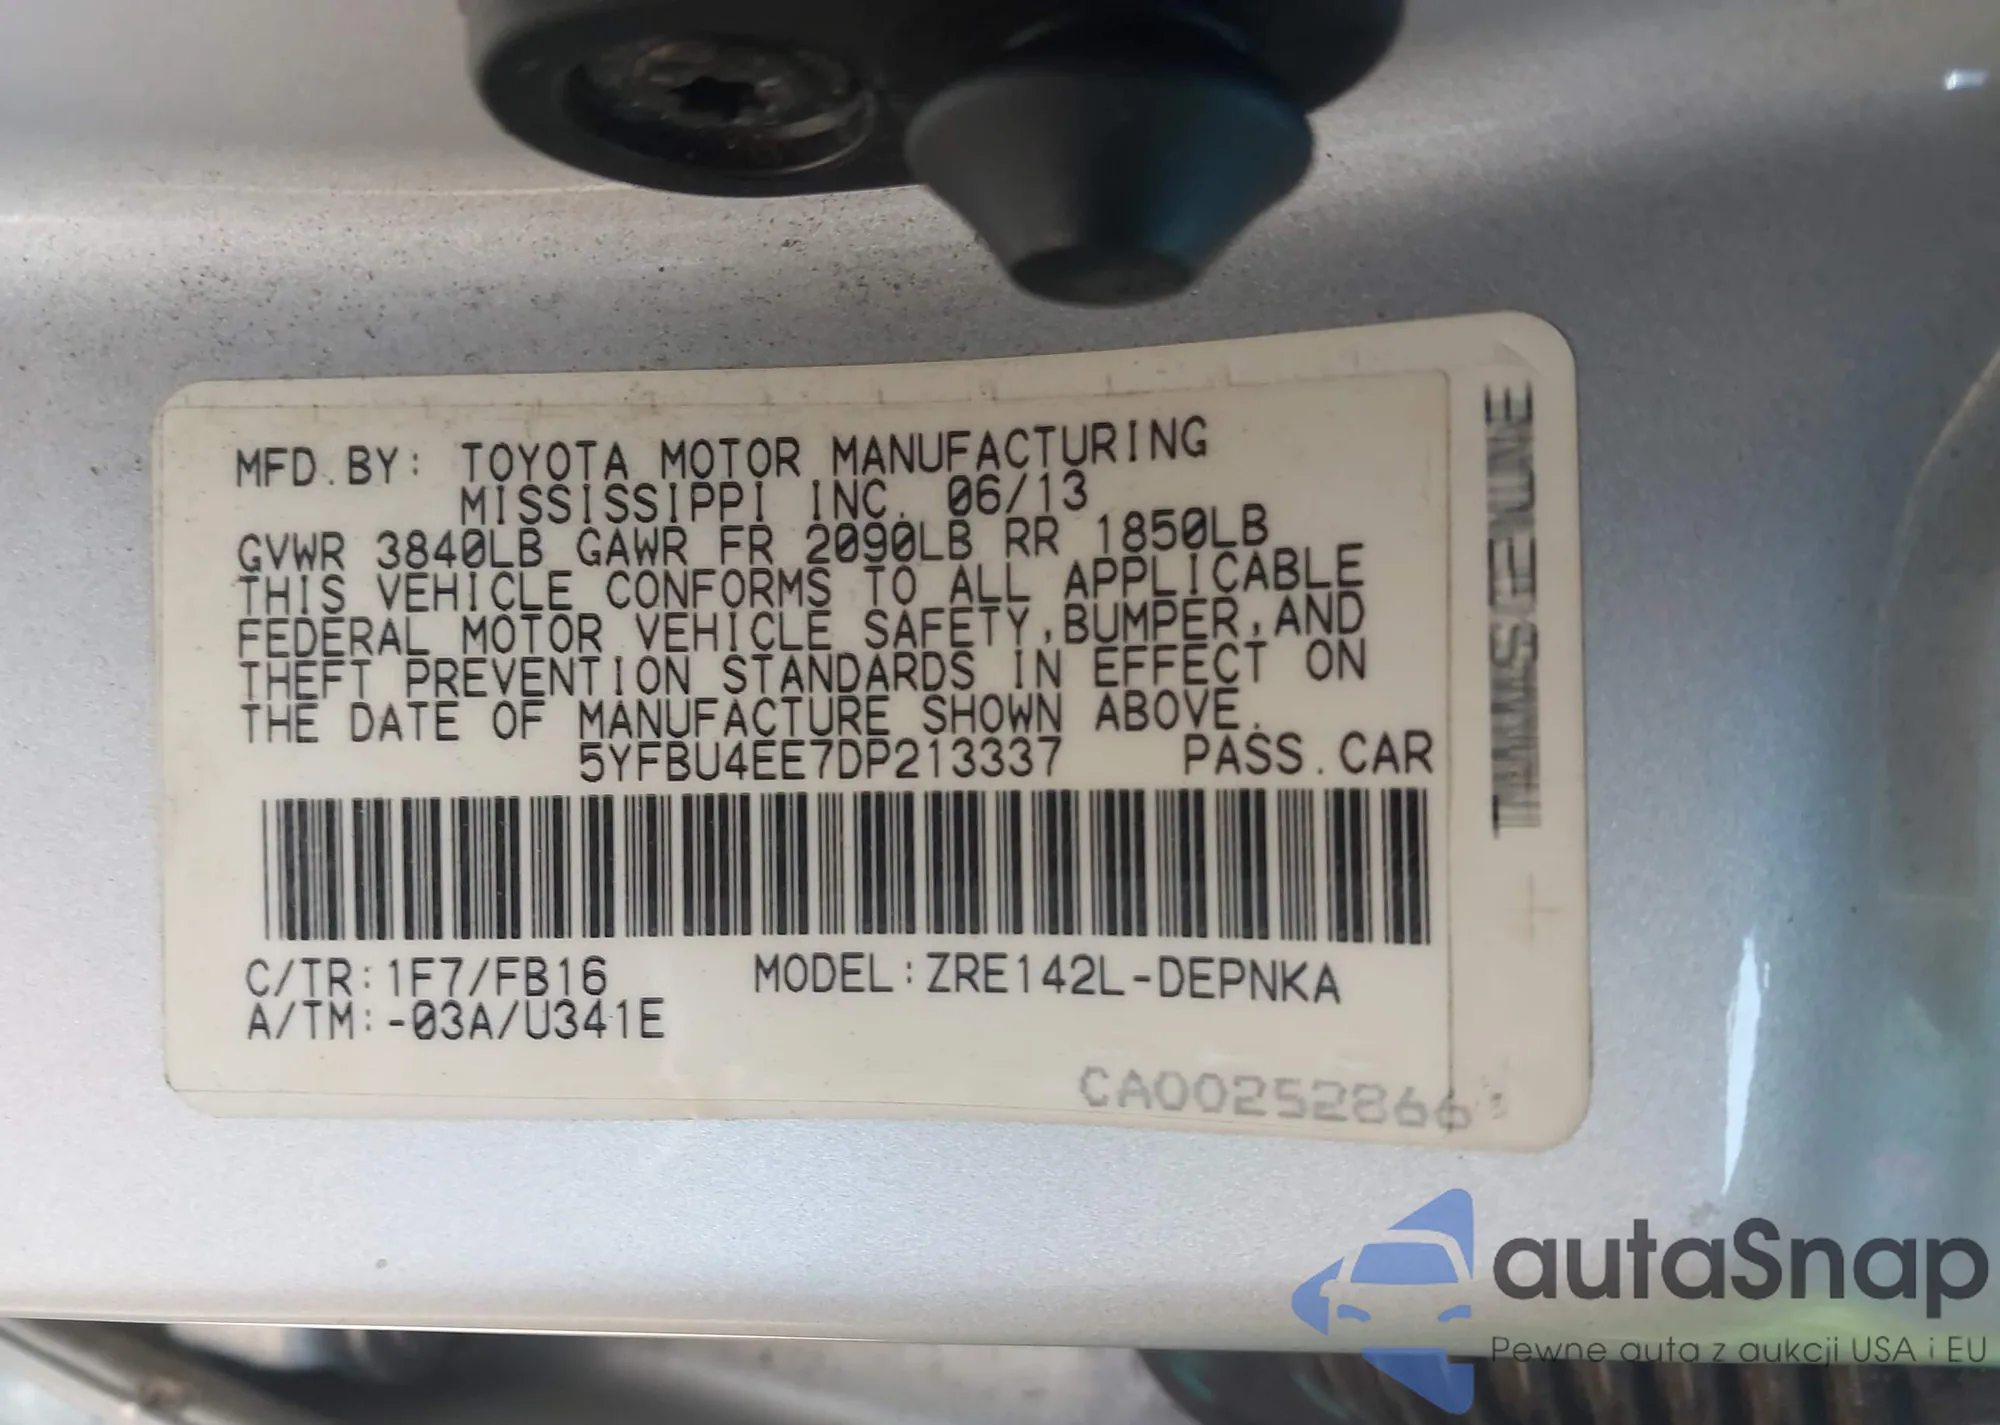 MFD.BY: TOYOTA MOTOR MANUFACTURING
MISSISSIPPI INC. 06/13
GVWR 3840LB GAWR FR 2090LB RR 1850LB
THIS VEHICLE CONFORMS TO ALL APPLICABLE
FEDERAL MOTOR VEHICLE SAFETY,BUMPER,AND
THEFT PREVENTION STANDARDS IN EFFECT ON
THE DATE OF MANUFACTURE SHOWN ABOVE.
5YFBU4EE7DP213337 PASS.CAR
C/TR:1F7/FB16 MODEL:ZRE142L-DEPNKA
A/TM:-03A/U341E
CA00252866
autaSnap
Pewne auta z aukcji USA i EU